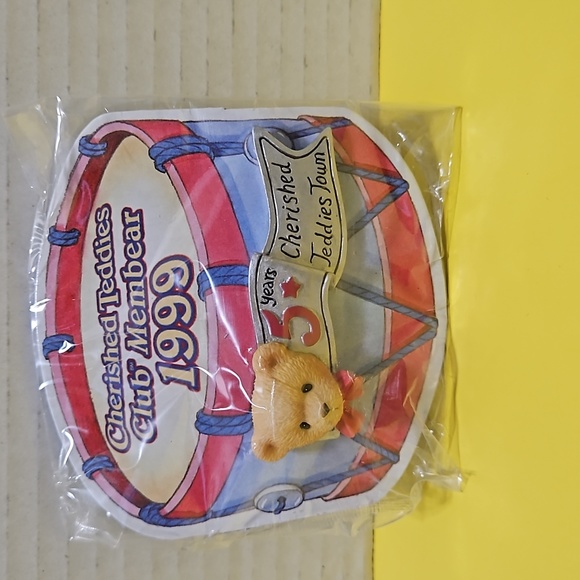 Cherished Teddies
Club Membear
1999
5 Years
Cherished
Teddies Town